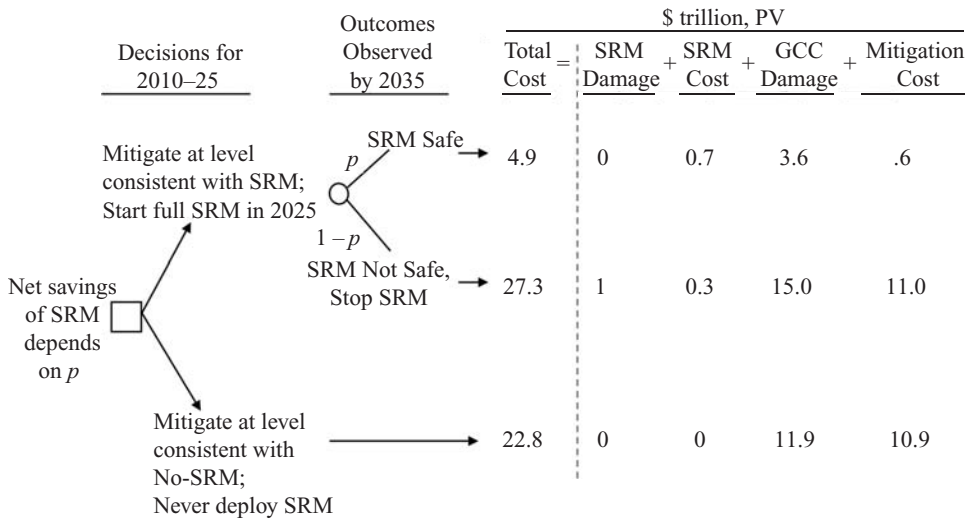 $ trillion, PV
Decisions for
2010–25
Outcomes
Observed
by 2035
Total
Cost
=
SRM
Damage
+
SRM
Cost
+
GCC
Damage
+
Mitigation
Cost
Mitigate at level
consistent with SRM;
Start full SRM in 2025
p
SRM Safe
4.9 0 0.7 3.6 .6
1 – p
SRM Not Safe,
Stop SRM
27.3 1 0.3 15.0 11.0
Net savings
of SRM
depends
on p
Mitigate at level
consistent with
No-SRM;
Never deploy SRM
22.8 0 0 11.9 10.9